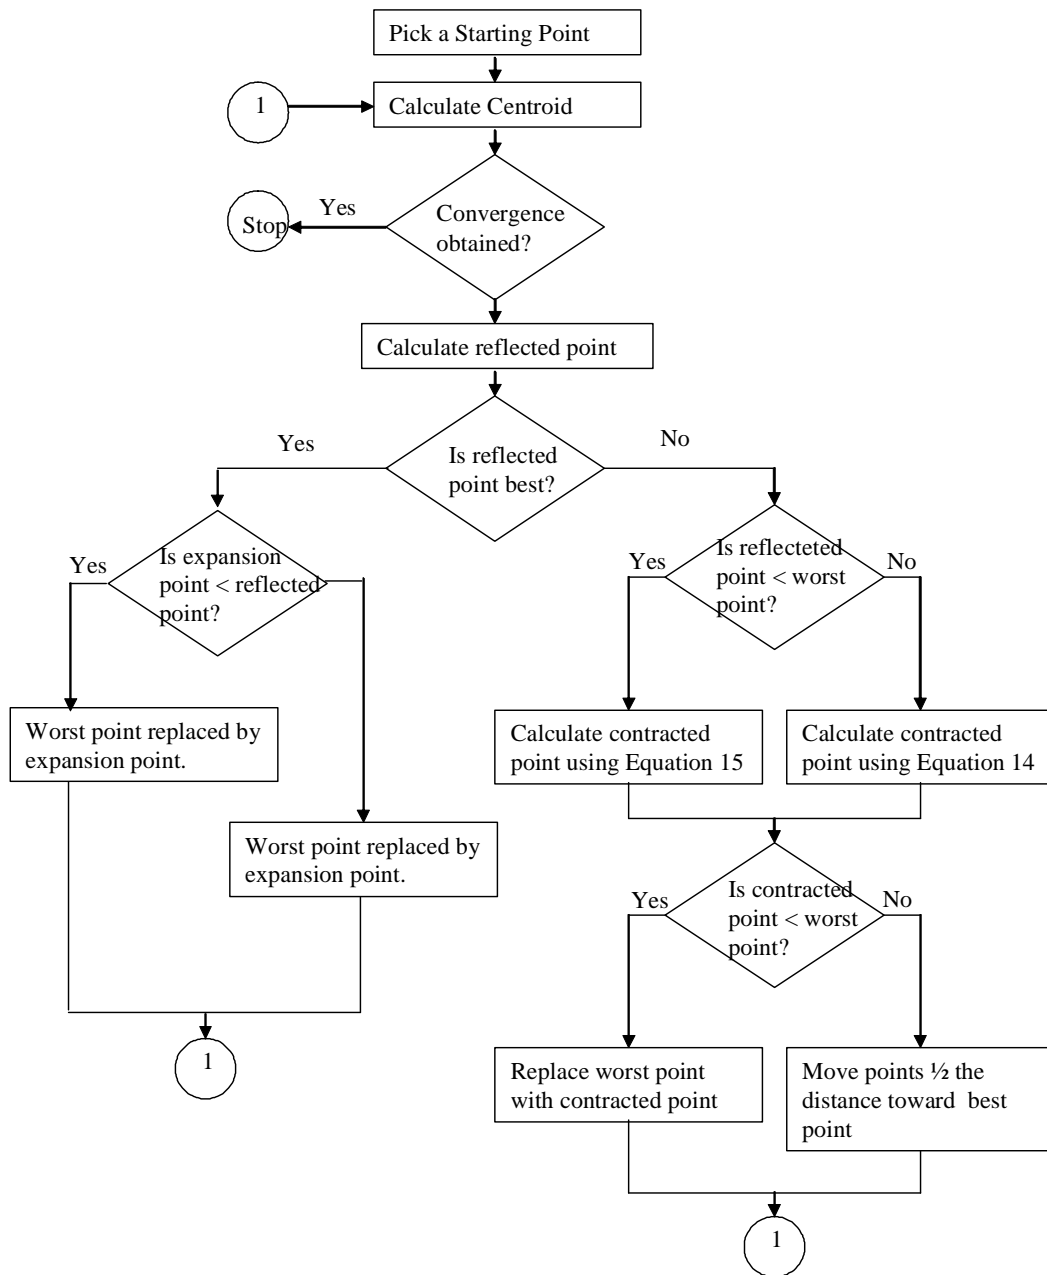 Pick a Starting Point
1
Calculate Centroid
Convergence
obtained?
Yes
Stop
Calculate reflected point
Is reflected
point best?
Yes
No
Is expansion
point < reflected
point?
Yes
Is reflecteted
point < worst
point?
Yes
No
Worst point replaced by
expansion point.
Calculate contracted
point using Equation 15
Calculate contracted
point using Equation 14
Worst point replaced by
expansion point.
Is contracted
point < worst
point?
Yes
No
1
Replace worst point
with contracted point
Move points ½ the
distance toward best
point
1